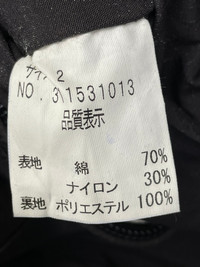 サイズ 2
NO. 31531013
品質表示
表地 綿 70%
ナイロン 30%
裏地 ポリエステル 100%